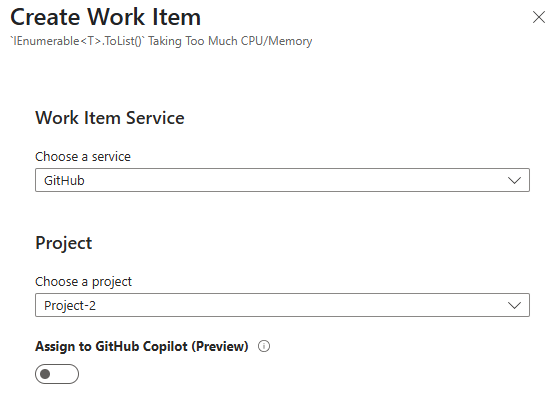 Create Work Item
`IEnumerable<T>.ToList()` Taking Too Much CPU/Memory
Work Item Service
Choose a service
GitHub
Project
Choose a project
Project-2
Assign to GitHub Copilot (Preview)